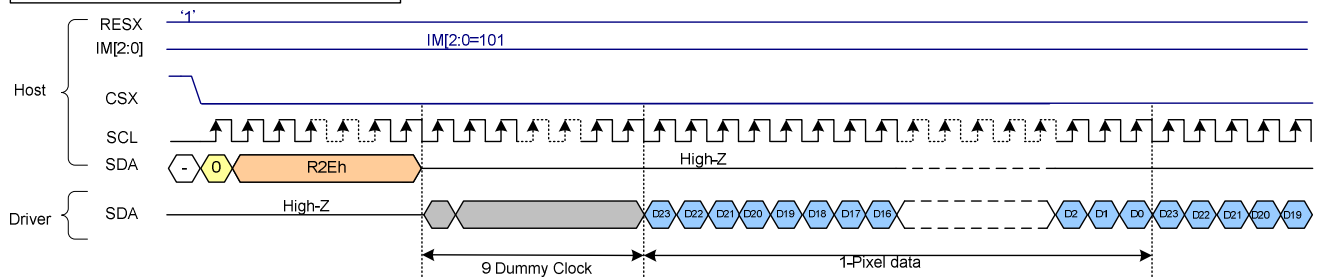 RESX '1'
IM[2:0] IM[2:0=101
Host
CSX
SCL
SDA - 0 R2Eh High-Z
Driver SDA High-Z D23 D22 D21 D20 D19 D18 D17 D16 D2 D1 D0 D23 D22 D21 D20 D19
9 Dummy Clock 1-Pixel data